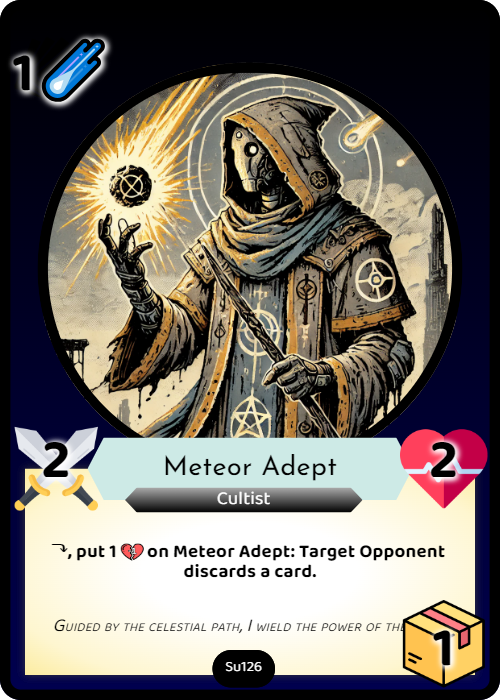 1
2
Meteor Adept
2
Cultist
, put 1 on Meteor Adept: Target Opponent
discards a card.
Guided by the celestial path, I wield the power of the
1
Su126